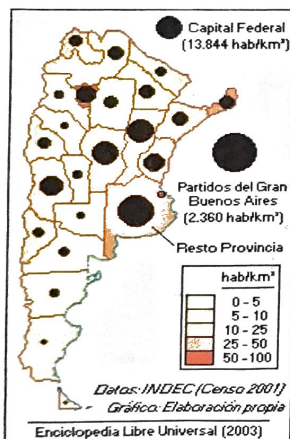 Capital Federal
(13.844 hab/km²)
Partidos del Gran
Buenos Aires
(2.360 hab/km²)
Resto Provincia
hab/km²
0 - 5
5 - 10
10 - 25
25 - 50
50 - 100
Datos: INDEC (Censo 2001)
Gráfico: Elaboración propia
Enciclopedia Libre Universal (2003)